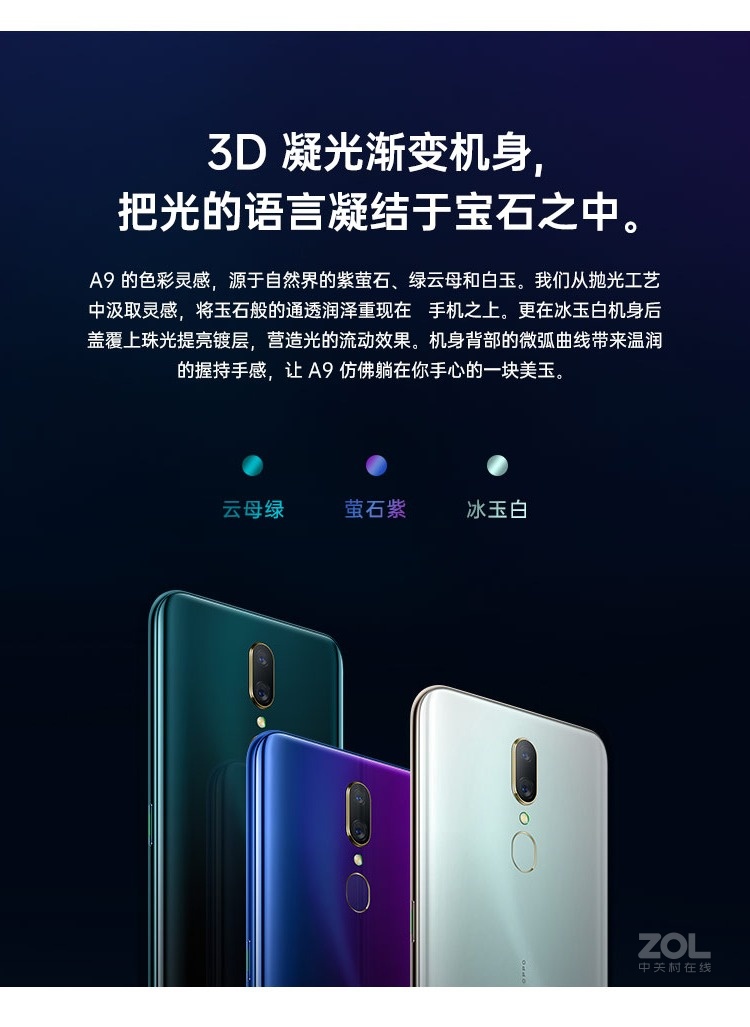 3D 凝光渐变机身，
把光的语言凝结于宝石之中。
A9 的色彩灵感，源于自然界的紫萤石、绿云母和白玉。我们从抛光工艺
中汲取灵感，将玉石般的通透润泽重现在 手机之上。更在冰玉白机身后
盖覆上珠光提亮镀层，营造光的流动效果。机身背部的微弧曲线带来温润
的握持手感，让 A9 仿佛躺在你手心的一块美玉。
云母绿 萤石紫 冰玉白
OPPO
ZOL
中关村在线